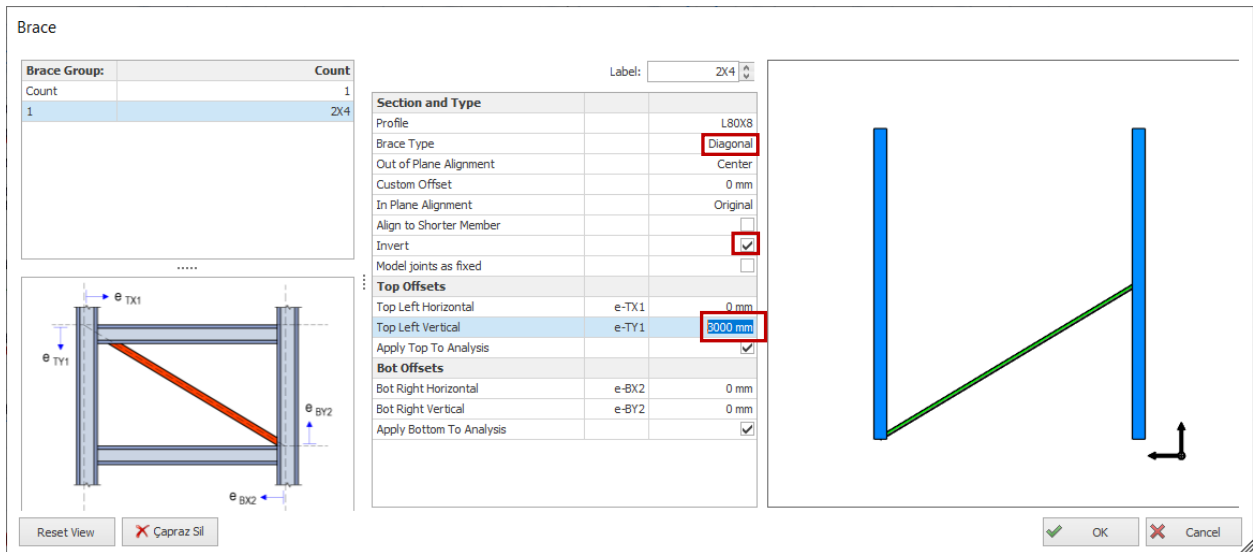 Brace
Brace Group: Count
Count 1
1 2X4
Label: 2X4
Section and Type
Profile L80X8
Brace Type Diagonal
Out of Plane Alignment Center
Custom Offset 0 mm
In Plane Alignment Original
Align to Shorter Member
Invert
Model joints as fixed
Top Offsets
Top Left Horizontal e-TX1 0 mm
Top Left Vertical e-TY1 3000 mm
Apply Top To Analysis
Bot Offsets
Bot Right Horizontal e-BX2 0 mm
Bot Right Vertical e-BY2 0 mm
Apply Bottom To Analysis
e TX1
e TY1
e BY2
e BX2
Reset View Çapraz Sil OK Cancel